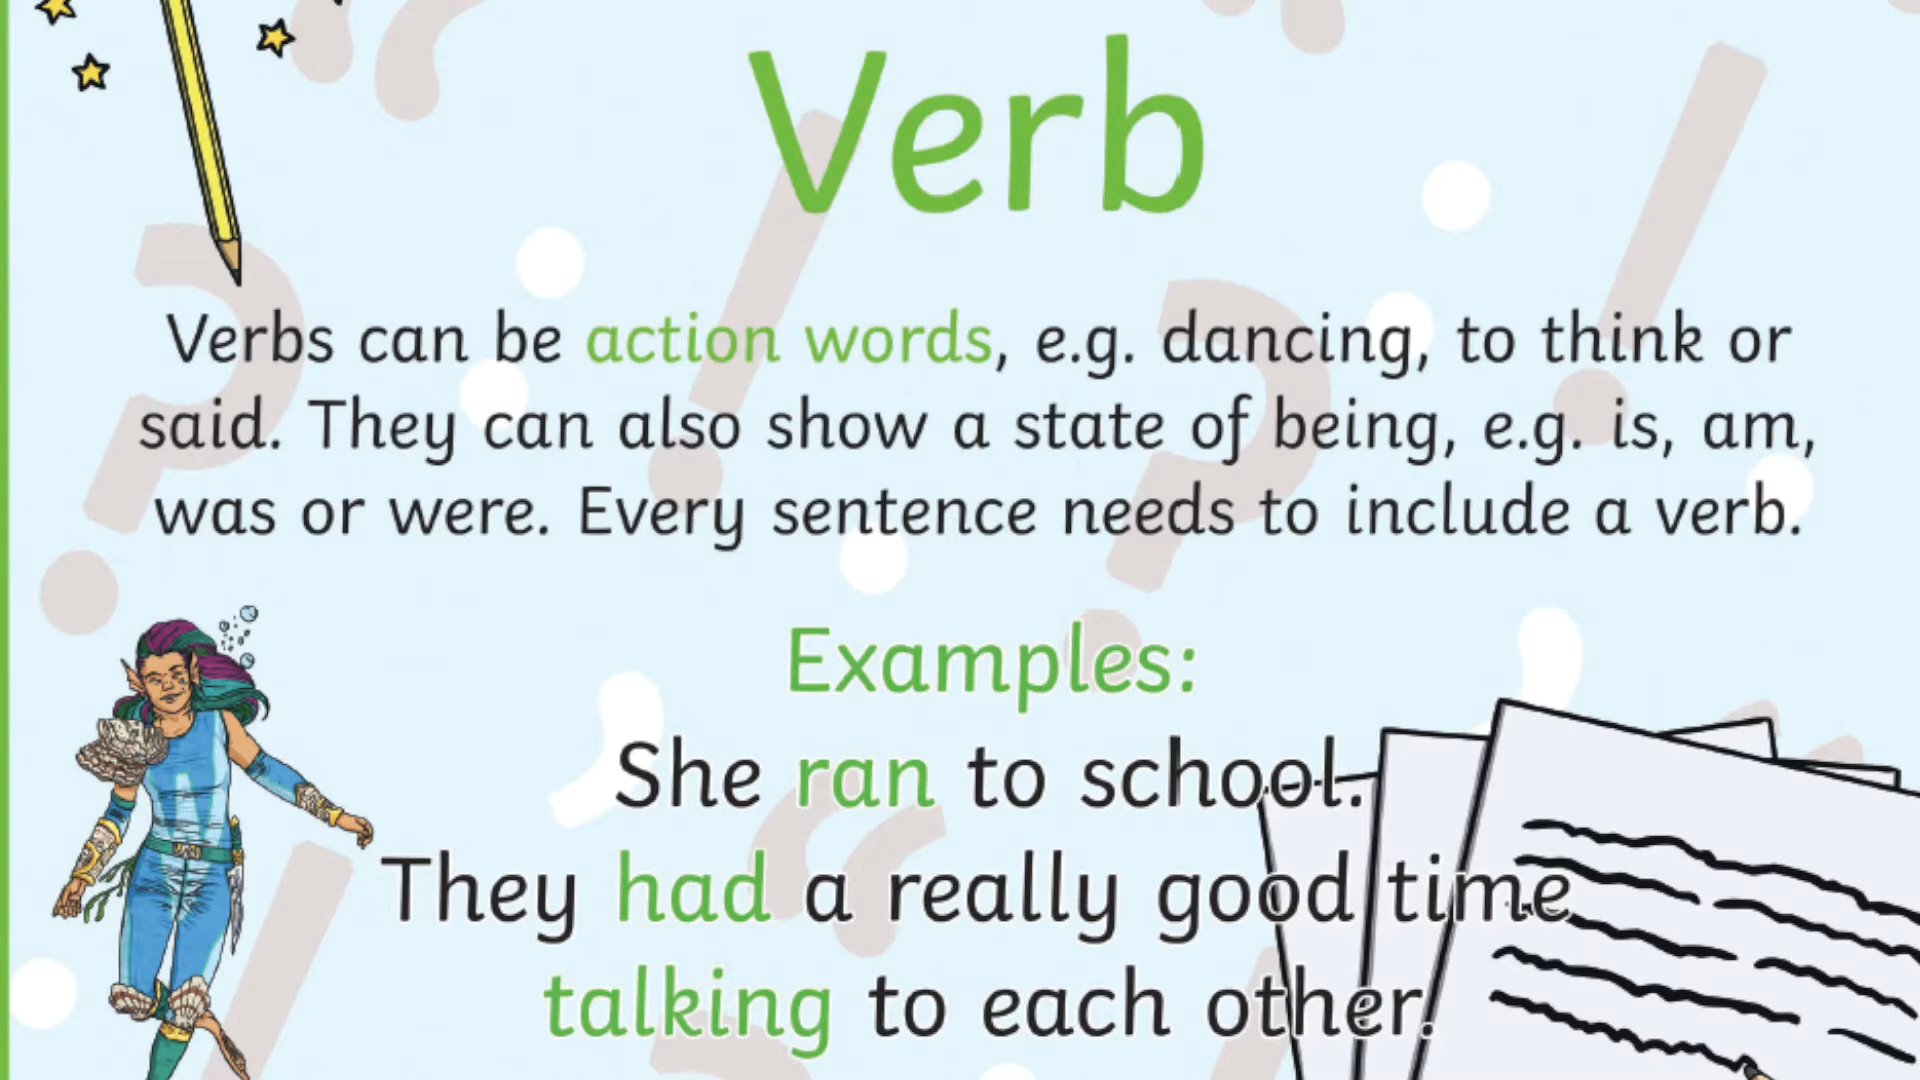 Verb
Verbs can be action words, e.g. dancing, to think or
said. They can also show a state of being, e.g. is, am,
was or were. Every sentence needs to include a verb.
Examples:
She ran to school.
They had a really good time
talking to each other.